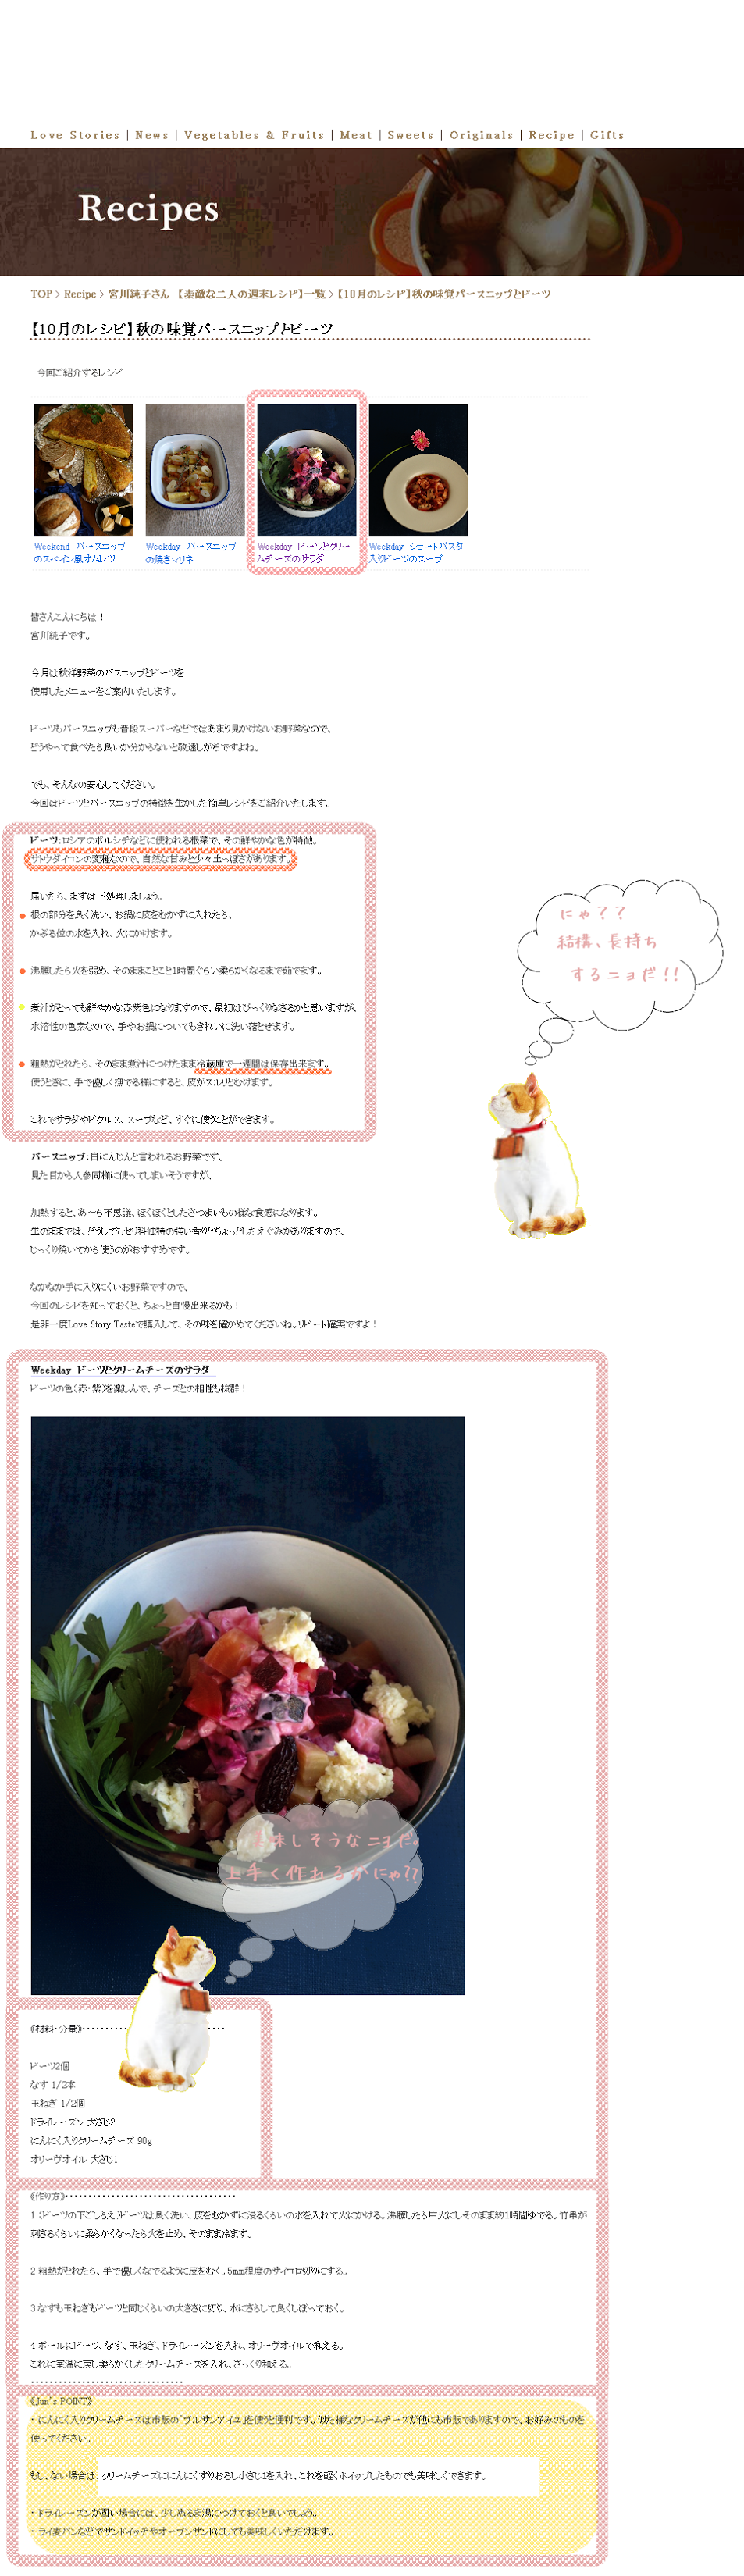 Love Stories | News | Vegetables & Fruits | Meat | Sweets | Originals | Recipe | Gifts
Recipes
TOP > Recipe > 宮川純子さん 【素敵な二人の週末レシピ】一覧 > 【10月のレシピ】秋の味覚パースニップとビーツ
【10月のレシピ】秋の味覚パースニップとビーツ
今回ご紹介するレシピ
Weekend パースニップ
のスペイン風オムレツ
Weekday パースニップ
の焼きマリネ
Weekday ビーツとクリー
ムチーズのサラダ
Weekday ショートパスタ
入りビーツのスープ
皆さんこんにちは！
宮川純子です。
今月は秋洋野菜のパスニップとビーツを
使用したメニューをご案内いたします。
ビーツもパースニップも普段スーパーなどではあまり見かけないお野菜なので、
どうやって食べたら良いか分からないと敬遠しがちですよね。
でも、そんなの安心してください。
今回はビーツとパースニップの特徴を生かした簡単レシピをご紹介いたします。
ビーツ：ロシアのボルシチなどに使われる根菜で、その鮮やかな色が特徴。
サトウダイコンの変種なので、自然な甘みと少々土っぽさがあります。
届いたら、まずは下処理しましょう。
根の部分を良く洗い、お鍋に皮をむかずに入れたら、
かぶる位の水を入れ、火にかけます。
沸騰したら火を弱め、そのままことこと1時間ぐらい柔らかくなるまで茹でます。
煮汁がとっても鮮やかな赤紫色になりますので、最初はびっくりなさるかと思いますが、
水溶性の色素なので、手やお鍋についてもきれいに洗い落とせます。
粗熱がとれたら、そのまま煮汁につけたまま冷蔵庫で一週間は保存出来ます。
使うときに、手で優しく撫でる様にすると、皮がスルリとむけます。
これでサラダやピクルス、スープなど、すぐに使うことができます。
にゃ？？
結構、長持ち
するニョだ！！
パースニップ：白にんじんと言われるお野菜です。
見た目から人参同様に使ってしまいそうですが、
加熱すると、あ～ら不思議、ほくほくとしたさつまいもの様な食感になります。
生のままでは、どうしてもセリ科独特の強い香りとちょっとしたえぐみがありますので、
じっくり焼いてから使うのがおすすめです。
なかなか手に入りにくいお野菜ですので、
今回のレシピを知っておくと、ちょっと自慢出来るかも！
是非一度Love Story Tasteで購入して、その味を確かめてくださいね。リピート確実ですよ！
Weekday ビーツとクリームチーズのサラダ
ビーツの色（赤・紫）を楽しんで、チーズとの相性も抜群！
美味しそうなニョだ。
上手く作れるかにゃ??
《材料・分量》
ビーツ2個
なす 1/2本
玉ねぎ 1/2個
ドライレーズン 大さじ2
にんにく入りクリームチーズ 90g
オリーヴオイル 大さじ1
《作り方》
1 （ビーツの下ごしらえ）ビーツは良く洗い、皮をむかずに浸るくらいの水を入れて火にかける。沸騰したら中火にしそのまま約1時間ゆでる。竹串が
刺さるくらいに柔らかくなったら火を止め、そのまま冷ます。
2 粗熱がとれたら、手で優しくなでるように皮をむく。5mm程度のサイコロ切りにする。
3 なすも玉ねぎもビーツと同じくらいの大きさに切り、水にさらして良くしぼっておく。
4 ボールにビーツ、なす、玉ねぎ、ドライレーズンを入れ、オリーヴオイルで和える。
これに室温に戻し柔らかくしたクリームチーズを入れ、さっくり和える。
《Jun's POINT》
・ にんにく入りクリームチーズは市販の「ブルサンアイユ」を使うと便利です。似た様なクリームチーズが他にも市販でありますので、お好みのものを
使ってください。
もし、ない場合は、クリームチーズににんにくすりおろし小さじ1を入れ、これを軽くホイップしたものでも美味しくできます。
・ ドライレーズンが固い場合には、少しぬるま湯につけておくと良いでしょう。
・ ライ麦パンなどでサンドイッチやオープンサンドにしても美味しくいただけます。